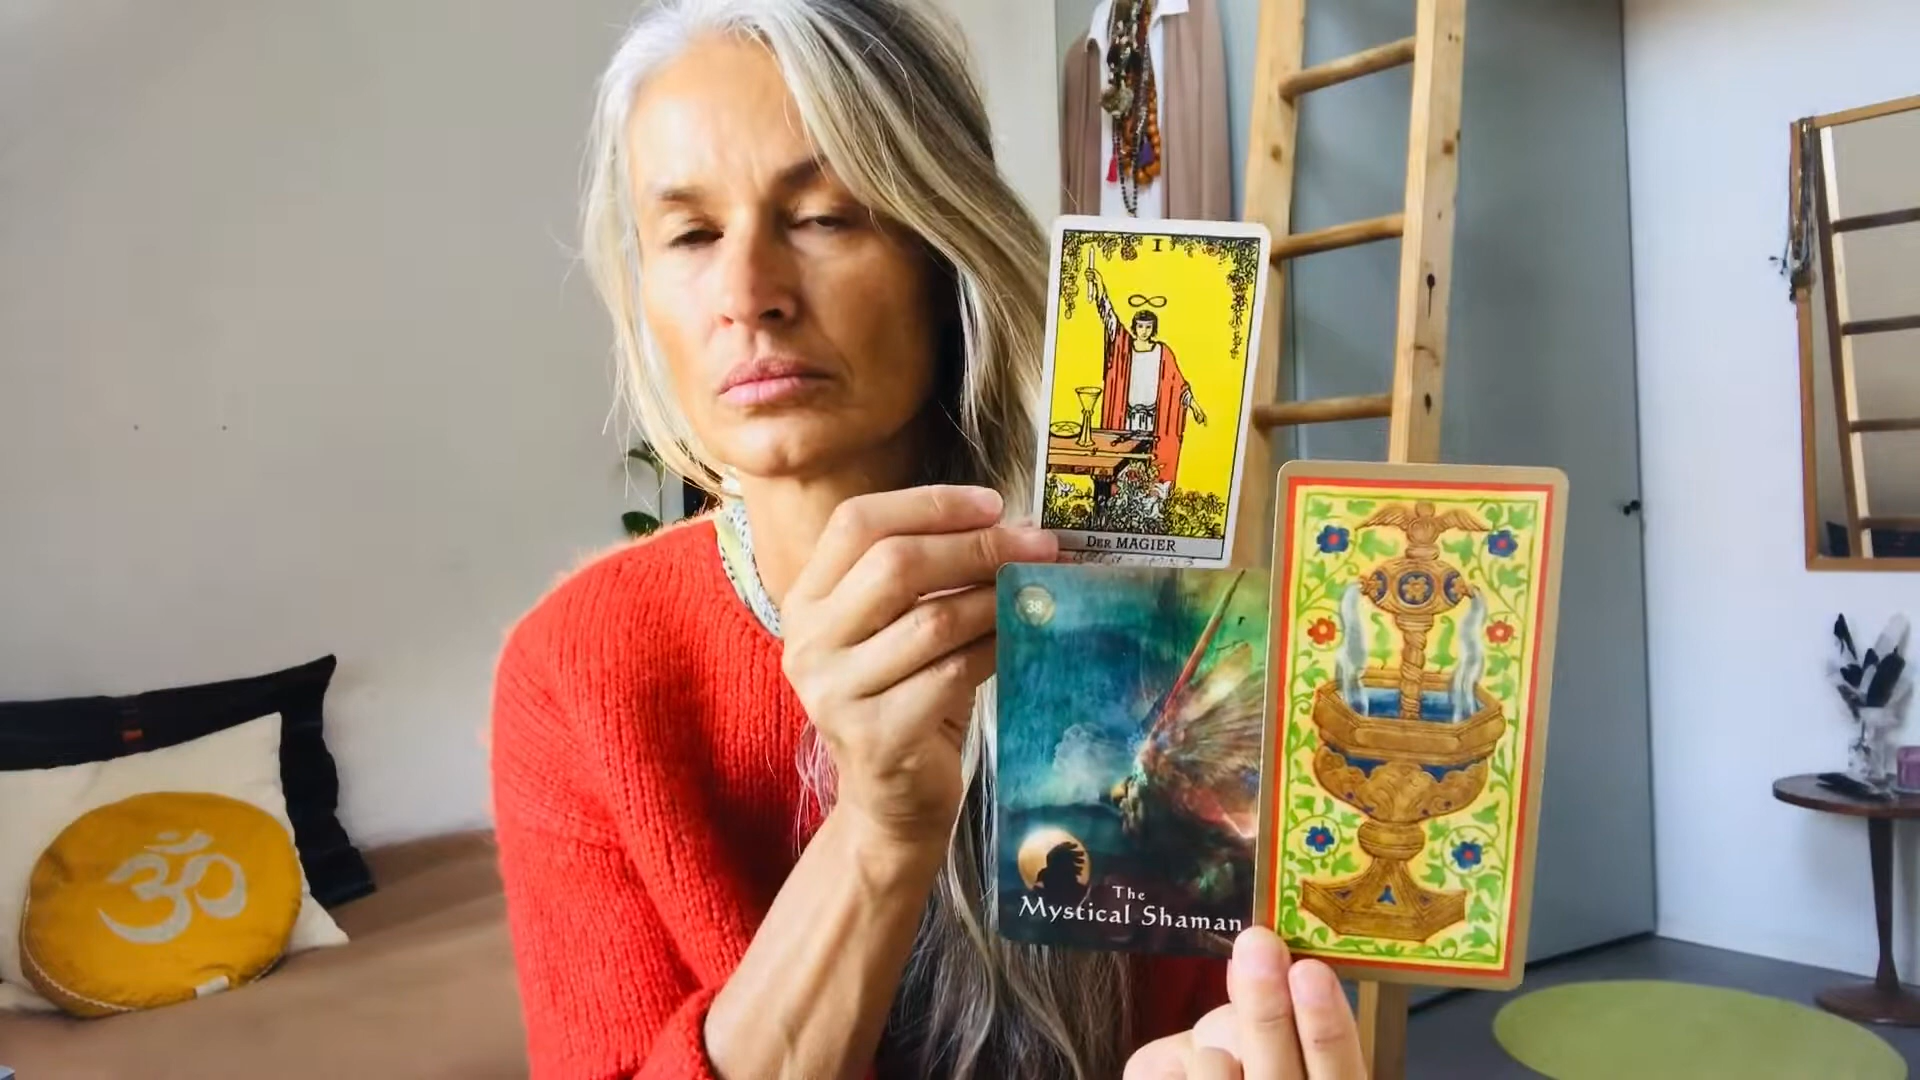 I
Der MAGIER
38
The
Mystical Shaman
ॐ